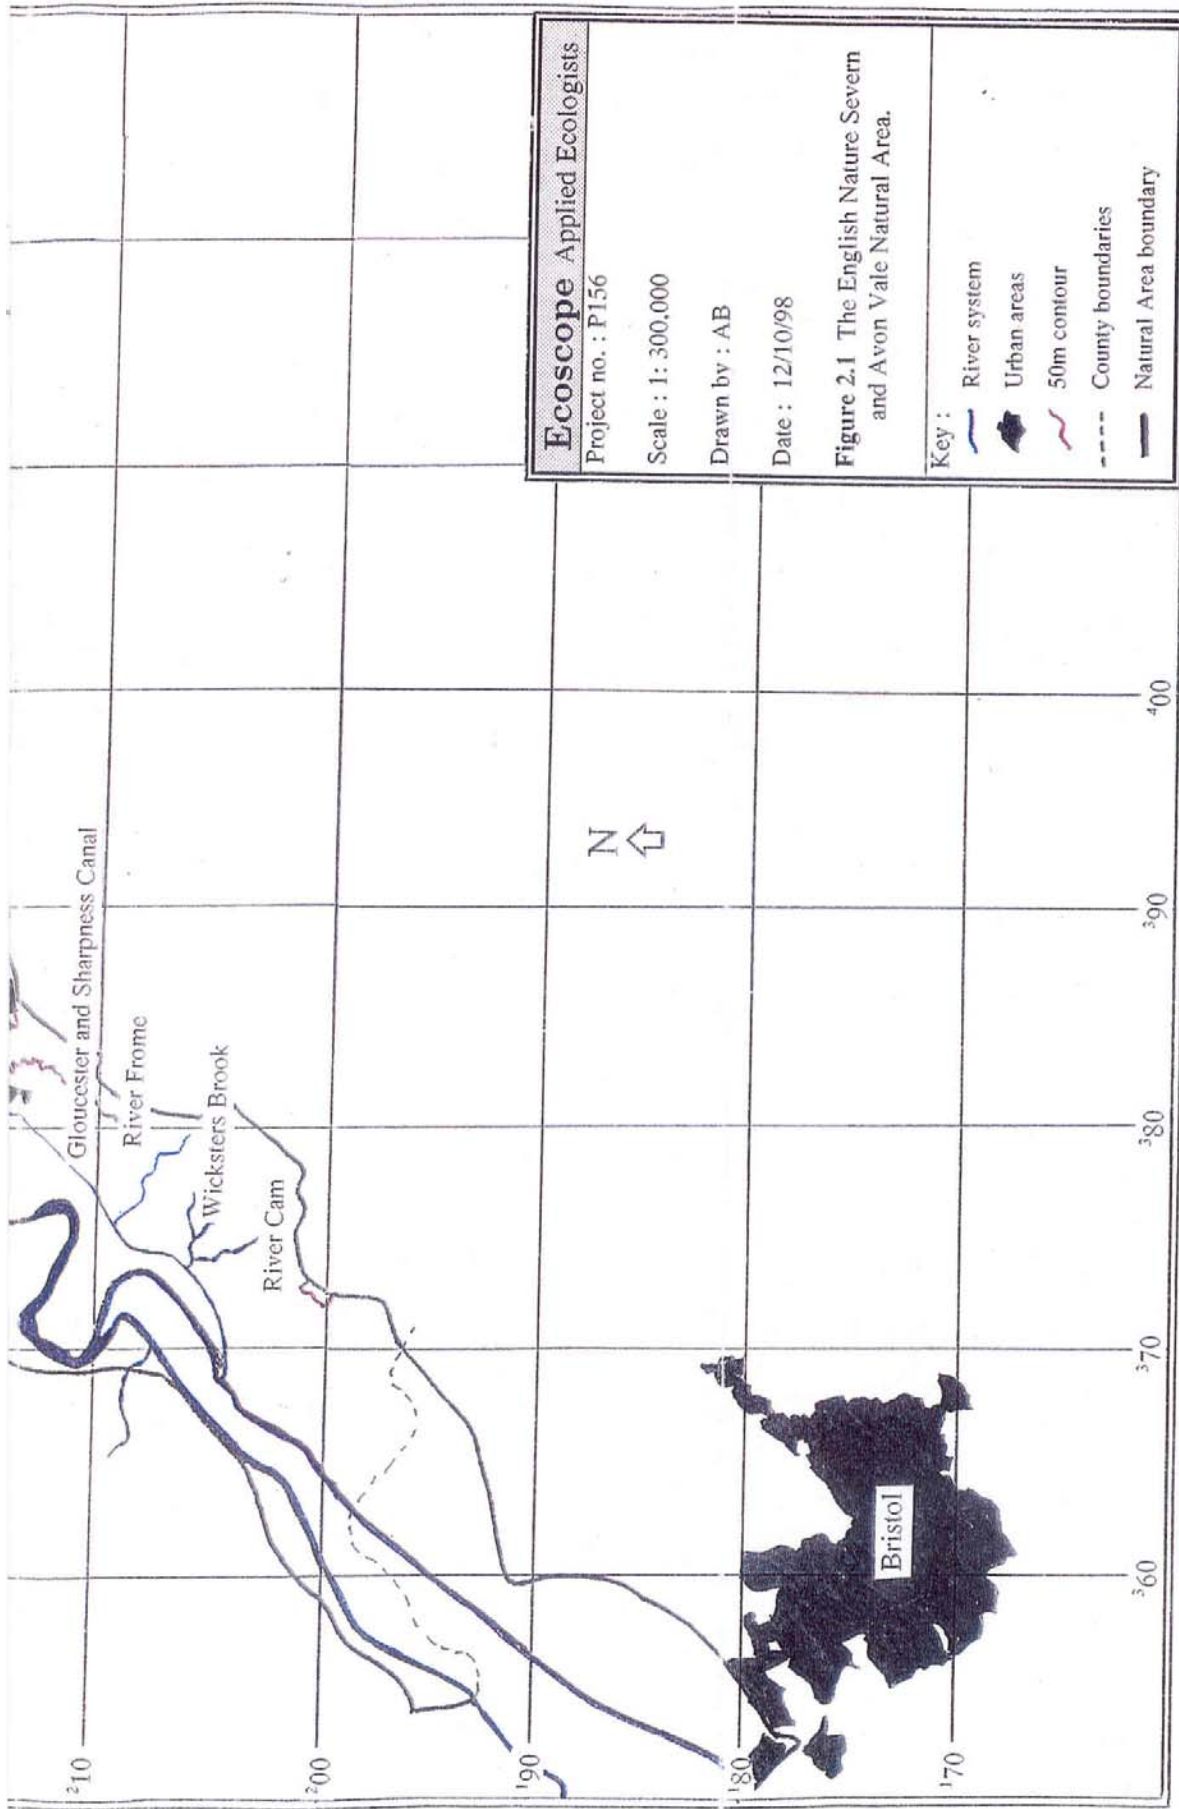 Gloucester and Sharpness Canal
River Frome
Wicksters Brook
River Cam
N
Bristol
²10
²00
¹90
¹80
¹70
³60
³70
³80
³90
⁴00
Ecoscope Applied Ecologists
Project no. : P156
Scale : 1: 300.000
Drawn by : AB
Date : 12/10/98
Figure 2.1 The English Nature Severn
and Avon Vale Natural Area.
Key :
River system
Urban areas
50m contour
County boundaries
Natural Area boundary